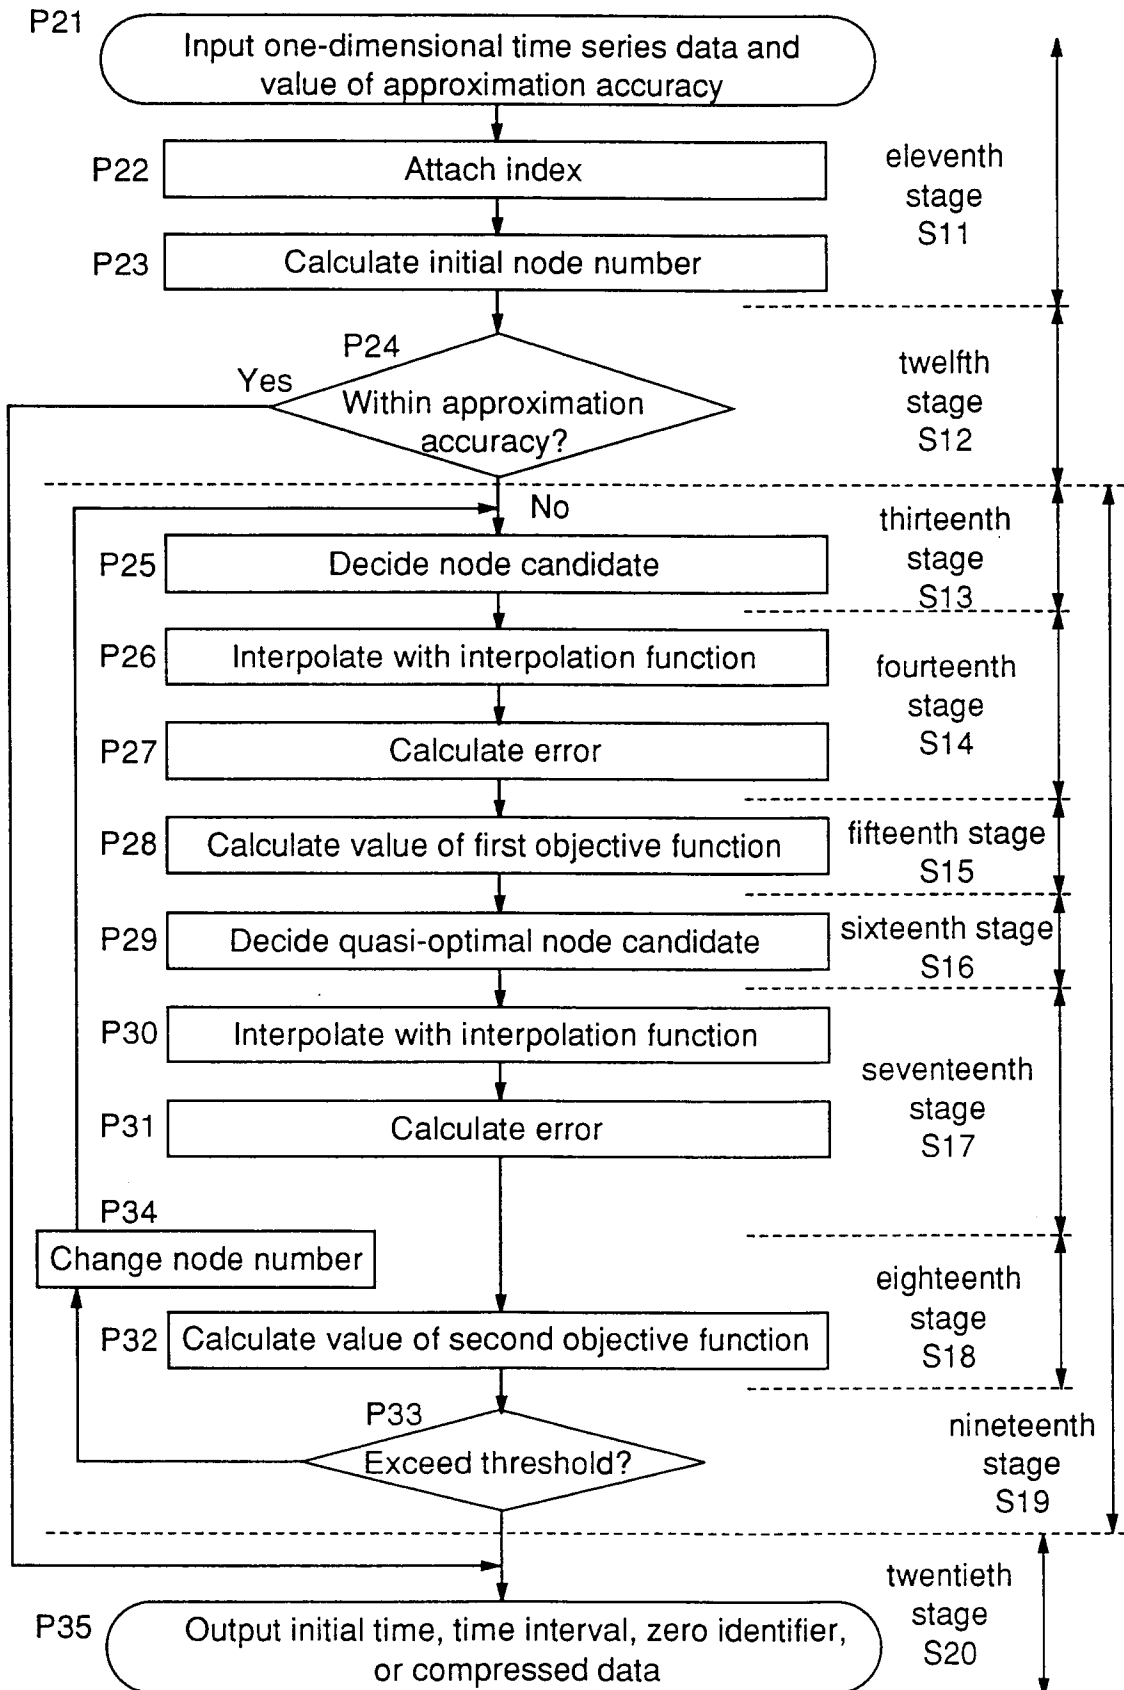 P21
Input one-dimensional time series data and
value of approximation accuracy
P22
Attach index
eleventh
stage
S11
P23
Calculate initial node number
P24
Yes
Within approximation
accuracy?
twelfth
stage
S12
No
thirteenth
stage
S13
P25
Decide node candidate
P26
Interpolate with interpolation function
fourteenth
stage
S14
P27
Calculate error
P28
Calculate value of first objective function
fifteenth stage
S15
P29
Decide quasi-optimal node candidate
sixteenth stage
S16
P30
Interpolate with interpolation function
seventeenth
stage
S17
P31
Calculate error
P34
Change node number
eighteenth
stage
S18
P32
Calculate value of second objective function
P33
Exceed threshold?
nineteenth
stage
S19
twentieth
stage
S20
P35
Output initial time, time interval, zero identifier,
or compressed data